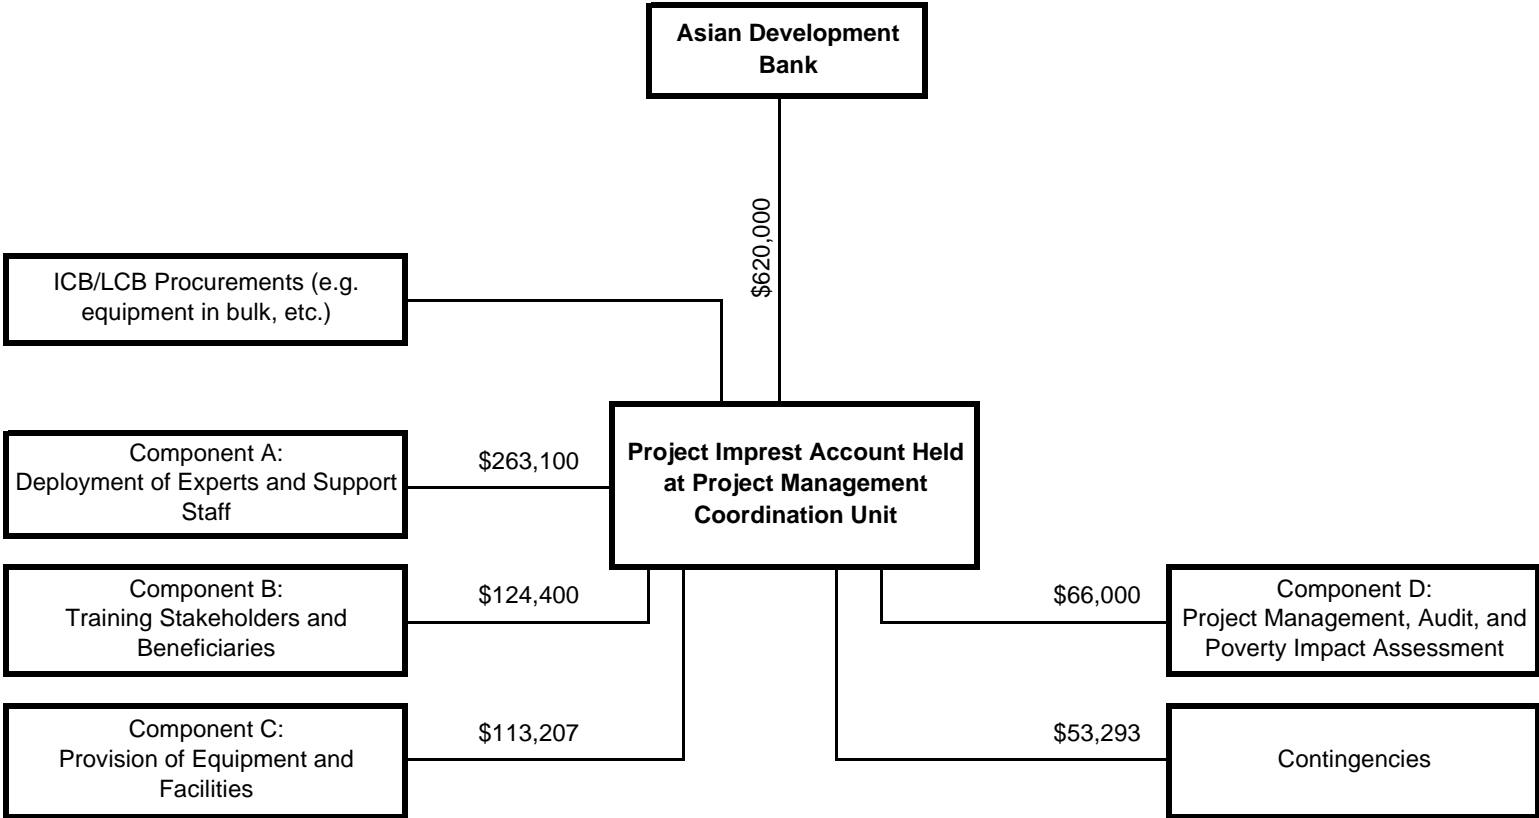 Asian Development
Bank
$620,000
ICB/LCB Procurements (e.g.
equipment in bulk, etc.)
Component A:
Deployment of Experts and Support
Staff
$263,100
Project Imprest Account Held
at Project Management
Coordination Unit
Component B:
Training Stakeholders and
Beneficiaries
$124,400
$66,000
Component D:
Project Management, Audit, and
Poverty Impact Assessment
Component C:
Provision of Equipment and
Facilities
$113,207
$53,293
Contingencies